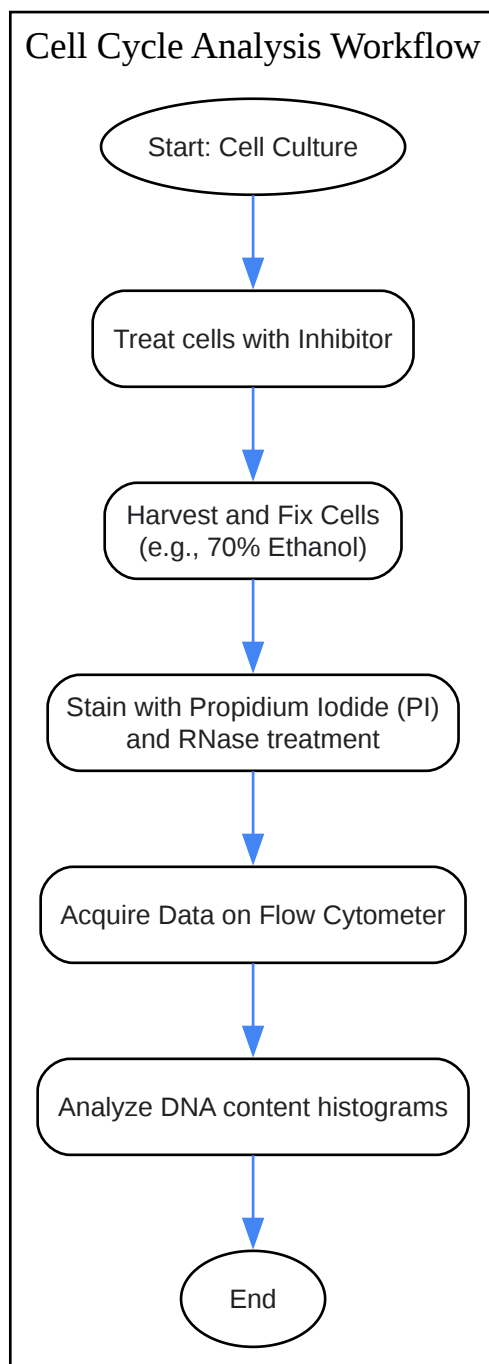 Cell Cycle Analysis Workflow
Start: Cell Culture
Treat cells with Inhibitor
Harvest and Fix Cells
(e.g., 70% Ethanol)
Stain with Propidium Iodide (PI)
and RNase treatment
Acquire Data on Flow Cytometer
Analyze DNA content histograms
End